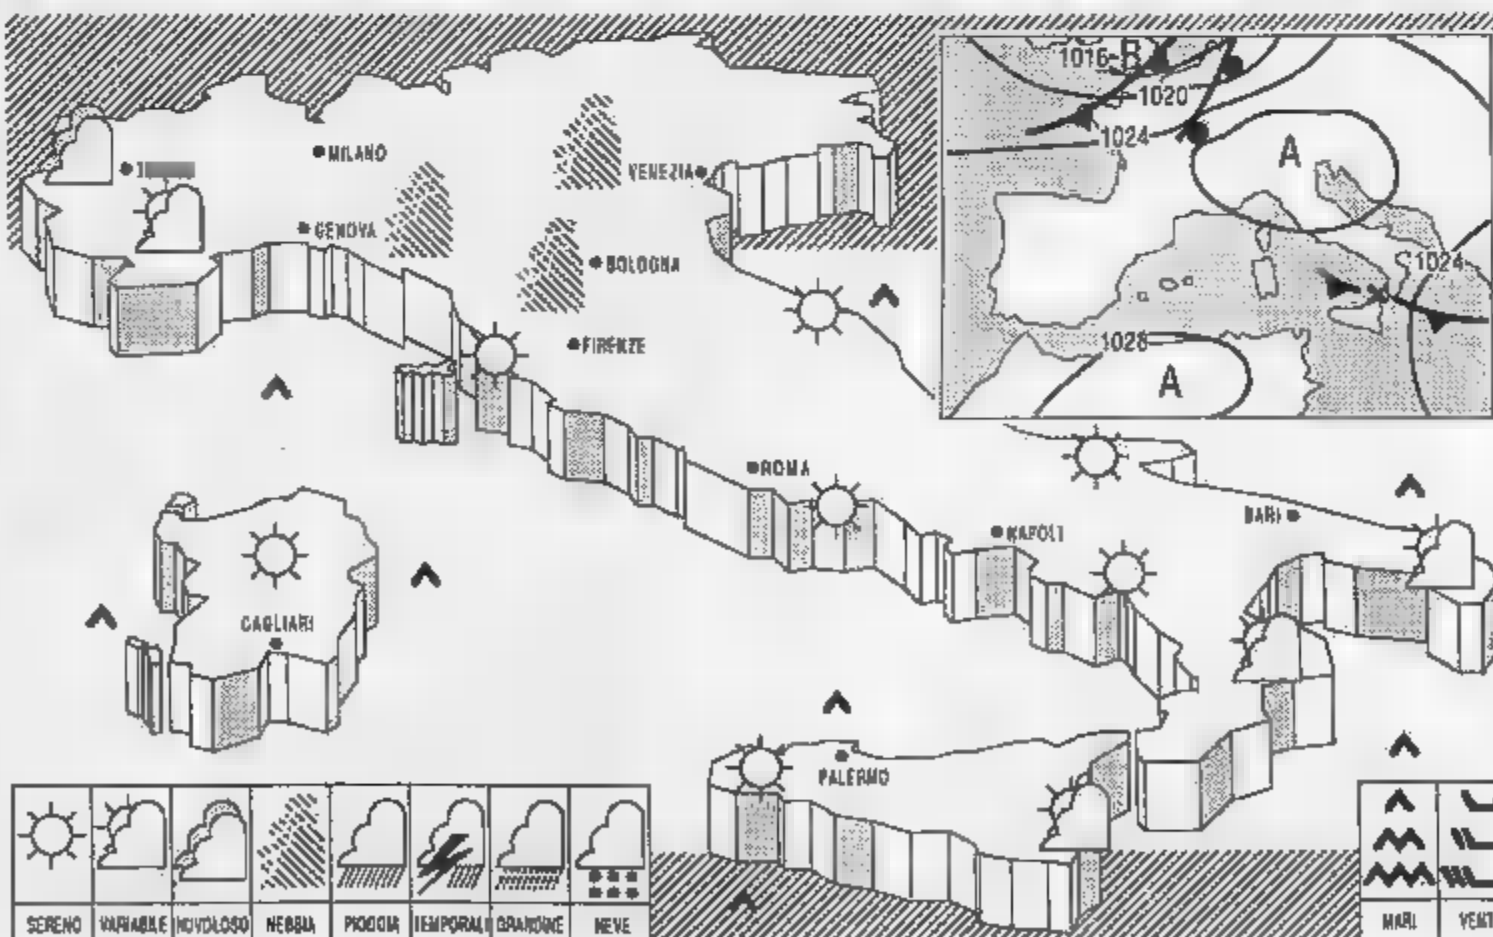 1016 B
1020
1024
A
MILANO
VENEZIA
GENOVA
BOLOGNA
1024
FIRENZE
1028
A
ROMA
BARI
NAPOLI
CAGLIARI
PALERMO
SERENO VARIABILE NUVOLOSO NEBBIA PIOGGIA TEMPORALI GRANDINE NEVE
MARI VENTI